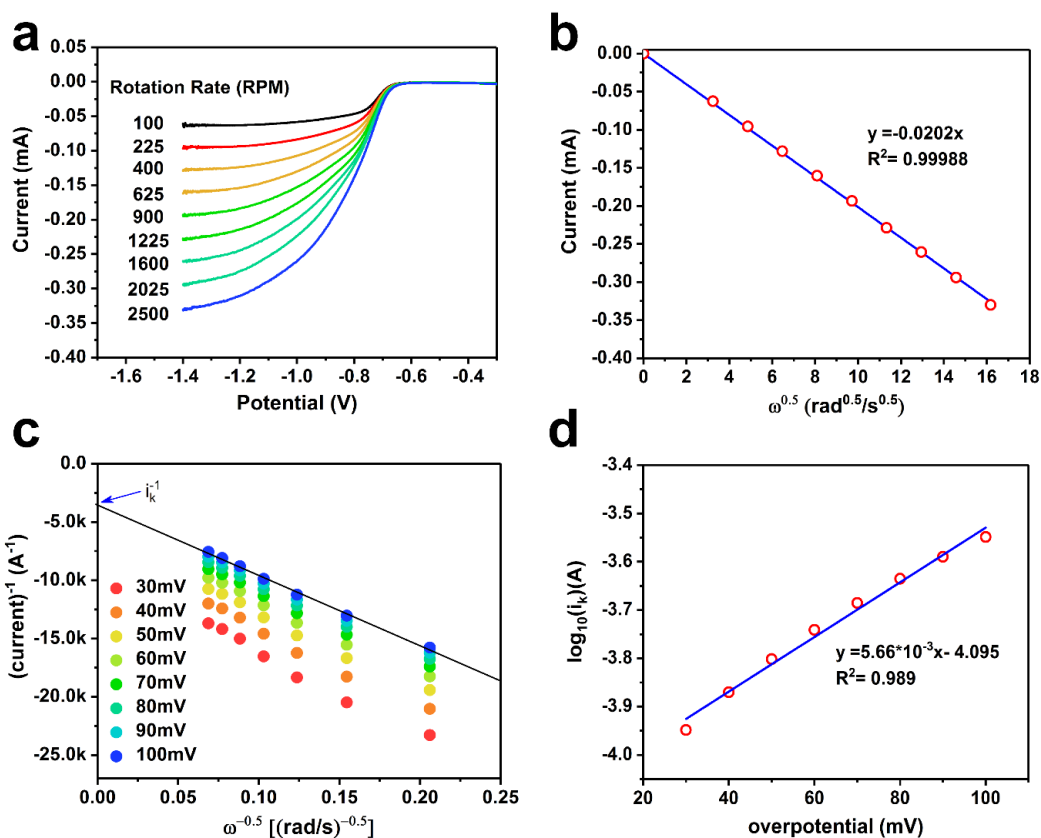 a
0.05
0.00
-0.05
-0.10
-0.15
-0.20
-0.25
-0.30
-0.35
-0.40
Current (mA)
Rotation Rate (RPM)
100
225
400
625
900
1225
1600
2025
2500
-1.6 -1.4 -1.2 -1.0 -0.8 -0.6 -0.4
Potential (V)
b
0.00
-0.05
-0.10
-0.15
-0.20
-0.25
-0.30
-0.35
-0.40
Current (mA)
y =-0.0202x
R²= 0.99988
0 2 4 6 8 10 12 14 16 18
ω^0.5 (rad^0.5/s^0.5)
c
0.0
-5.0k
-10.0k
-15.0k
-20.0k
-25.0k
(current)^-1 (A^-1)
i_k^-1
30mV
40mV
50mV
60mV
70mV
80mV
90mV
100mV
0.00 0.05 0.10 0.15 0.20 0.25
ω^-0.5 [(rad/s)^-0.5]
d
-3.4
-3.5
-3.6
-3.7
-3.8
-3.9
-4.0
log₁₀(i_k)(A)
y =5.66*10^-3x- 4.095
R²= 0.989
20 40 60 80 100
overpotential (mV)